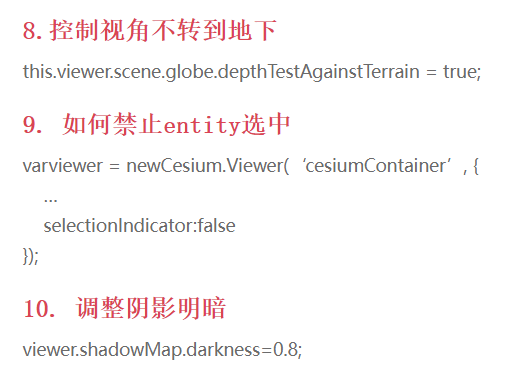 8.控制视角不转到地下
this.viewer.scene.globe.depthTestAgainstTerrain = true;
9. 如何禁止entity选中
varviewer = newCesium.Viewer(‘cesiumContainer’, {
...
selectionIndicator:false
});
10. 调整阴影明暗
viewer.shadowMap.darkness=0.8;